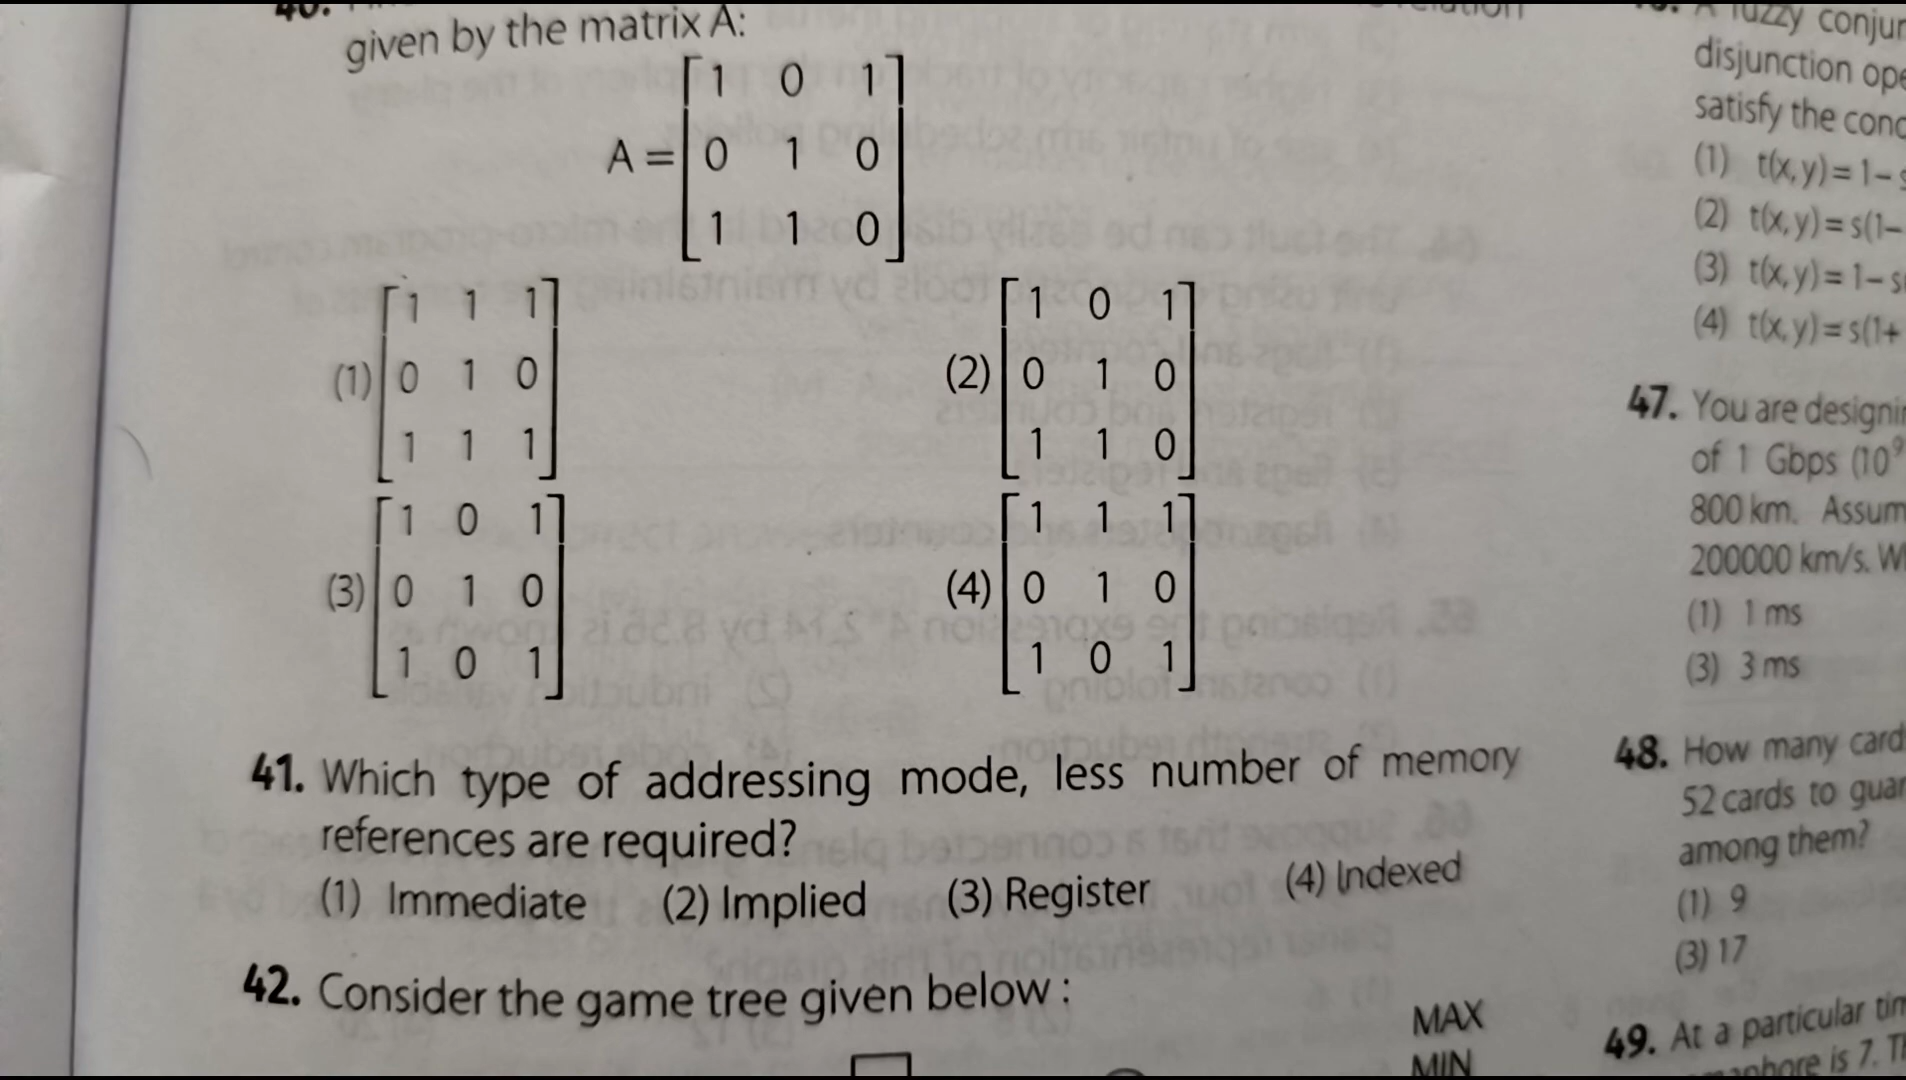 40.
given by the matrix A:
1 0 1
A = 0 1 0
1 1 0
1 1 1
(1) 0 1 0
1 1 1
1 0 1
(2) 0 1 0
1 1 0
1 0 1
(3) 0 1 0
1 0 1
1 1 1
(4) 0 1 0
1 0 1
41. Which type of addressing mode, less number of memory
references are required?
(1) Immediate (2) Implied (3) Register (4) Indexed
42. Consider the game tree given below :
MAX
MIN
A fuzzy
disjunction
satisfy the
(1) t(x, y) = 1 –
(2) t(x, y) = s(1–
(3) t(x, y) = 1 –
(4) t(x, y) = s(1+
47. You are
of 1 Gbps (10⁹
800 km.
200000 km/s.
(1) 1 ms
(3) 3 ms
48. How many
52 cards to
among them?
(1) 9
(3) 17
49. At a particular
is 7.